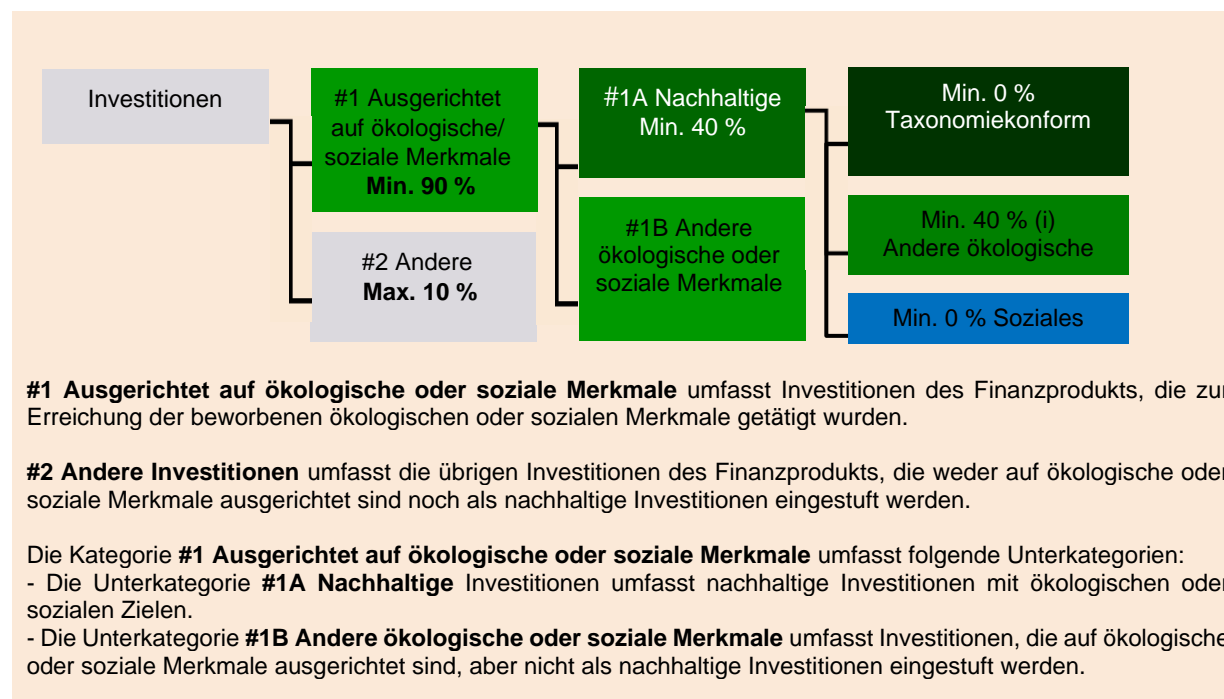 Investitionen
#1 Ausgerichtet
auf ökologische/
soziale Merkmale
Min. 90 %
#2 Andere
Max. 10 %
#1A Nachhaltige
Min. 40 %
#1B Andere
ökologische oder
soziale Merkmale
Min. 0 %
Taxonomiekonform
Min. 40 % (i)
Andere ökologische
Min. 0 % Soziales
#1 Ausgerichtet auf ökologische oder soziale Merkmale umfasst Investitionen des Finanzprodukts, die zur
Erreichung der beworbenen ökologischen oder sozialen Merkmale getätigt wurden.
#2 Andere Investitionen umfasst die übrigen Investitionen des Finanzprodukts, die weder auf ökologische oder
soziale Merkmale ausgerichtet sind noch als nachhaltige Investitionen eingestuft werden.
Die Kategorie #1 Ausgerichtet auf ökologische oder soziale Merkmale umfasst folgende Unterkategorien:
- Die Unterkategorie #1A Nachhaltige Investitionen umfasst nachhaltige Investitionen mit ökologischen oder
sozialen Zielen.
- Die Unterkategorie #1B Andere ökologische oder soziale Merkmale umfasst Investitionen, die auf ökologische
oder soziale Merkmale ausgerichtet sind, aber nicht als nachhaltige Investitionen eingestuft werden.